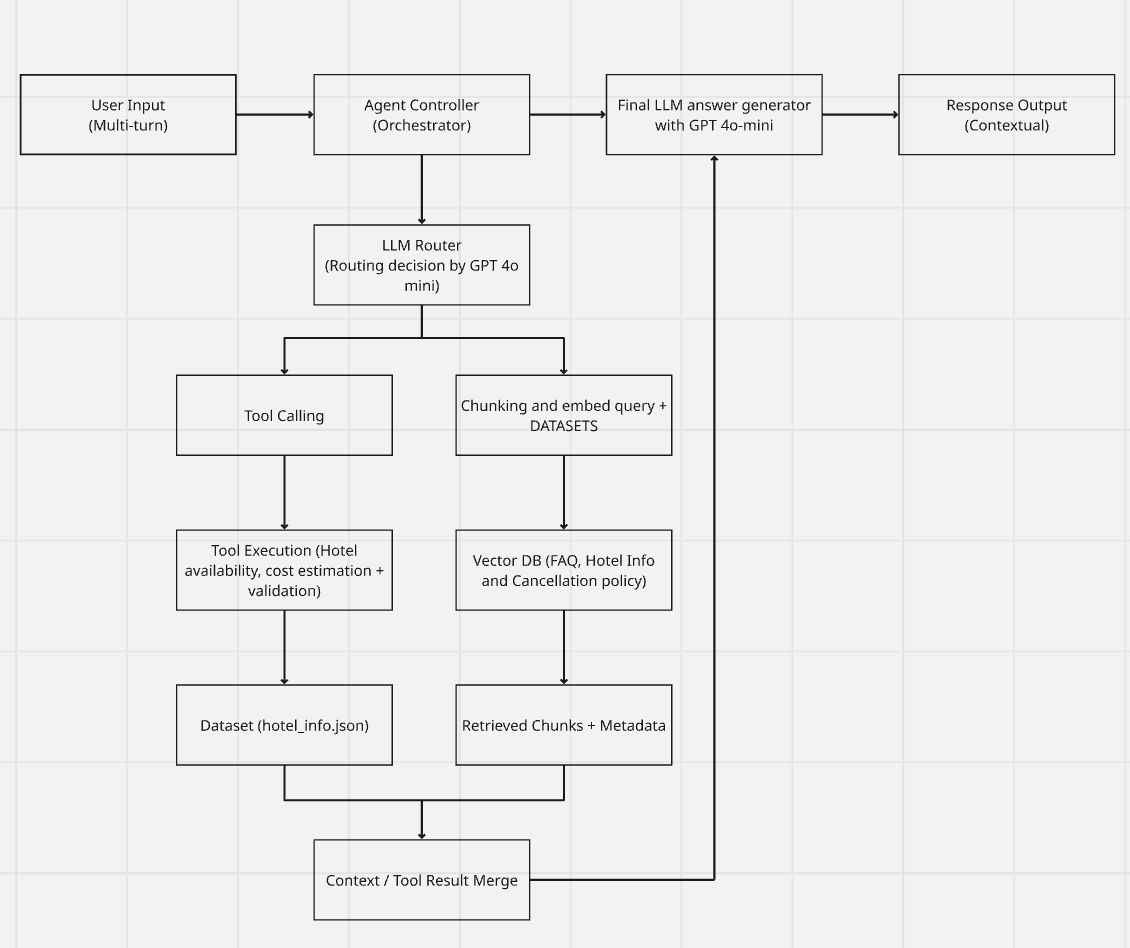 User Input
(Multi-turn)
Agent Controller
(Orchestrator)
Final LLM answer generator
with GPT 4o-mini
Response Output
(Contextual)
LLM Router
(Routing decision by GPT 4o
mini)
Tool Calling
Chunking and embed query +
DATASETS
Tool Execution (Hotel
availability, cost estimation +
validation)
Vector DB (FAQ, Hotel Info
and Cancellation policy)
Dataset (hotel_info.json)
Retrieved Chunks + Metadata
Context / Tool Result Merge